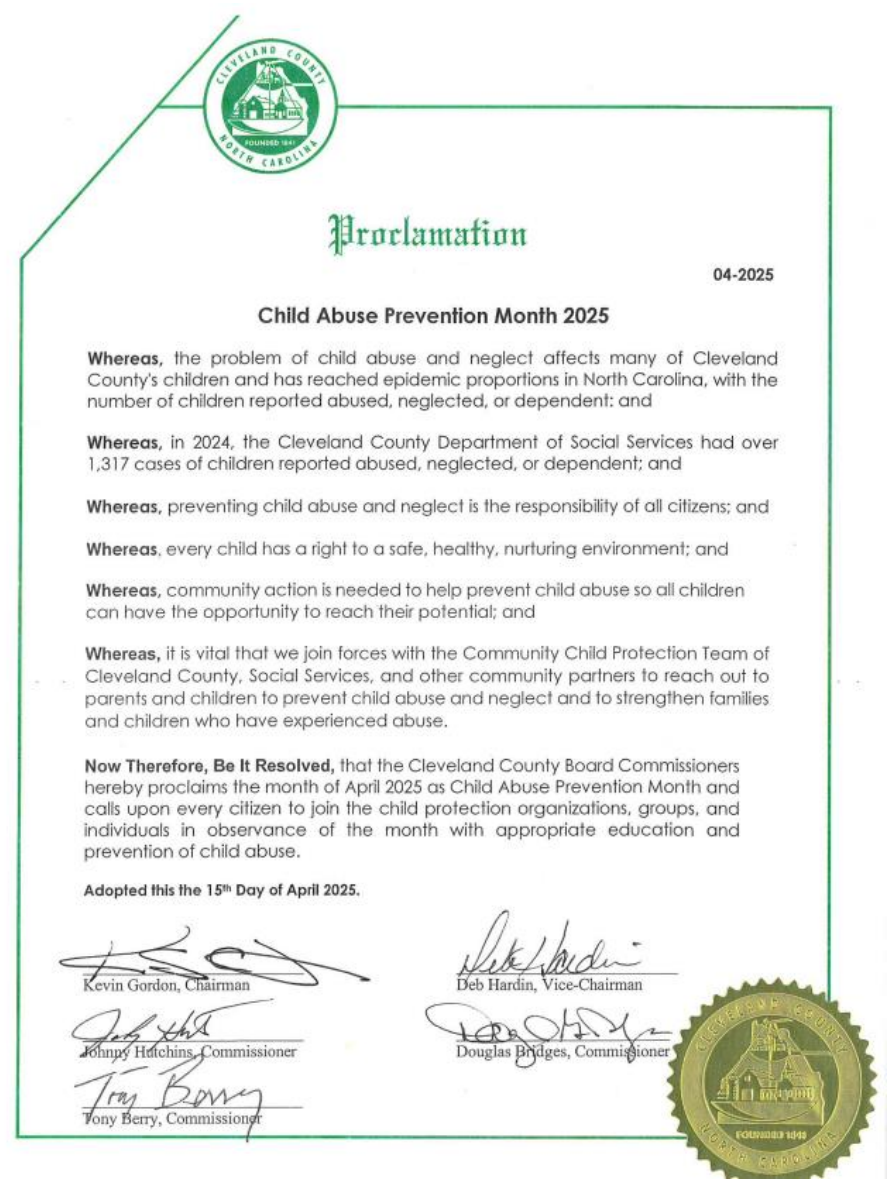 CLEVELAND COUNTY
FOUNDED 1841
NORTH CAROLINA
Proclamation
04-2025
Child Abuse Prevention Month 2025
Whereas, the problem of child abuse and neglect affects many of Cleveland
County's children and has reached epidemic proportions in North Carolina, with the
number of children reported abused, neglected, or dependent: and
Whereas, in 2024, the Cleveland County Department of Social Services had over
1,317 cases of children reported abused, neglected, or dependent; and
Whereas, preventing child abuse and neglect is the responsibility of all citizens; and
Whereas, every child has a right to a safe, healthy, nurturing environment; and
Whereas, community action is needed to help prevent child abuse so all children
can have the opportunity to reach their potential; and
Whereas, it is vital that we join forces with the Community Child Protection Team of
Cleveland County, Social Services, and other community partners to reach out to
parents and children to prevent child abuse and neglect and to strengthen families
and children who have experienced abuse.
Now Therefore, Be It Resolved, that the Cleveland County Board Commissioners
hereby proclaims the month of April 2025 as Child Abuse Prevention Month and
calls upon every citizen to join the child protection organizations, groups, and
individuals in observance of the month with appropriate education and
prevention of child abuse.
Adopted this the 15th Day of April 2025.
Kevin Gordon, Chairman
Deb Hardin
Deb Hardin, Vice-Chairman
Johnny Hutchins, Commissioner
Douglas Bridges, Commissioner
Tony Berry
Tony Berry, Commissioner
CLEVELAND COUNTY
FOUNDED 1841
NORTH CAROLINA